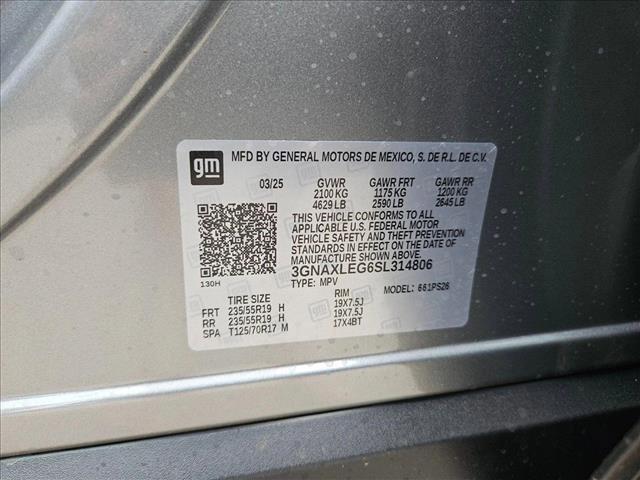 gm
MFD BY GENERAL MOTORS DE MEXICO, S. DE R.L. DE C.V.
03/25 GVWR GAWR FRT GAWR RR
2100 KG 1175 KG 1200 KG
4629 LB 2590 LB 2645 LB
THIS VEHICLE CONFORMS TO ALL
APPLICABLE U.S. FEDERAL MOTOR
VEHICLE SAFETY AND THEFT PREVENTION
STANDARDS IN EFFECT ON THE DATE OF
MANUFACTURE SHOWN ABOVE.
3GNAXLEG6SL314806
130H
TYPE: MPV MODEL: 661PS26
TIRE SIZE RIM
FRT 235/55R19 H 19X7.5J
RR 235/55R19 H 19X7.5J
SPA T125/70R17 M 17X4BT